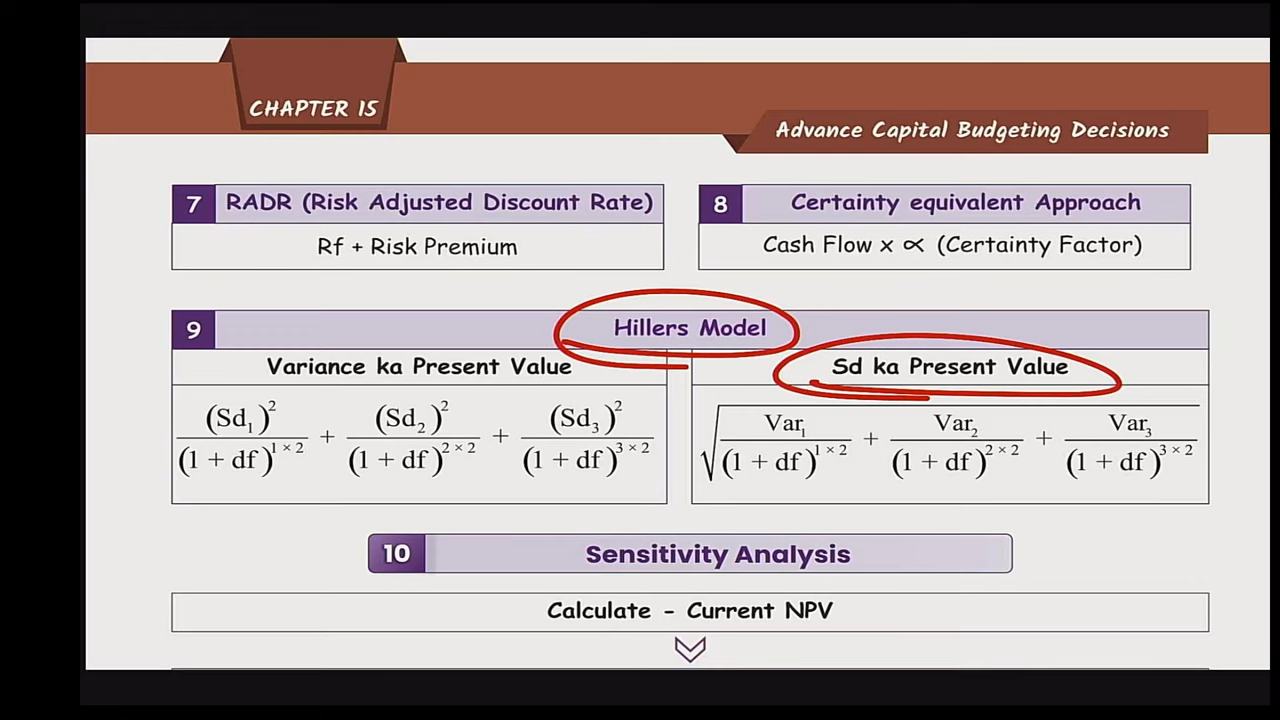 CHAPTER 15
Advance Capital Budgeting Decisions
7 RADR (Risk Adjusted Discount Rate)
Rf + Risk Premium
8 Certainty equivalent Approach
Cash Flow x ∝ (Certainty Factor)
9 Hillers Model
Variance ka Present Value
(Sd₁)²/(1 + df)^(1 × 2) + (Sd₂)²/(1 + df)^(2 × 2) + (Sd₃)²/(1 + df)^(3 × 2)
Sd ka Present Value
√(Var₁/(1 + df)^(1 × 2) + Var₂/(1 + df)^(2 × 2) + Var₃/(1 + df)^(3 × 2))
10 Sensitivity Analysis
Calculate - Current NPV